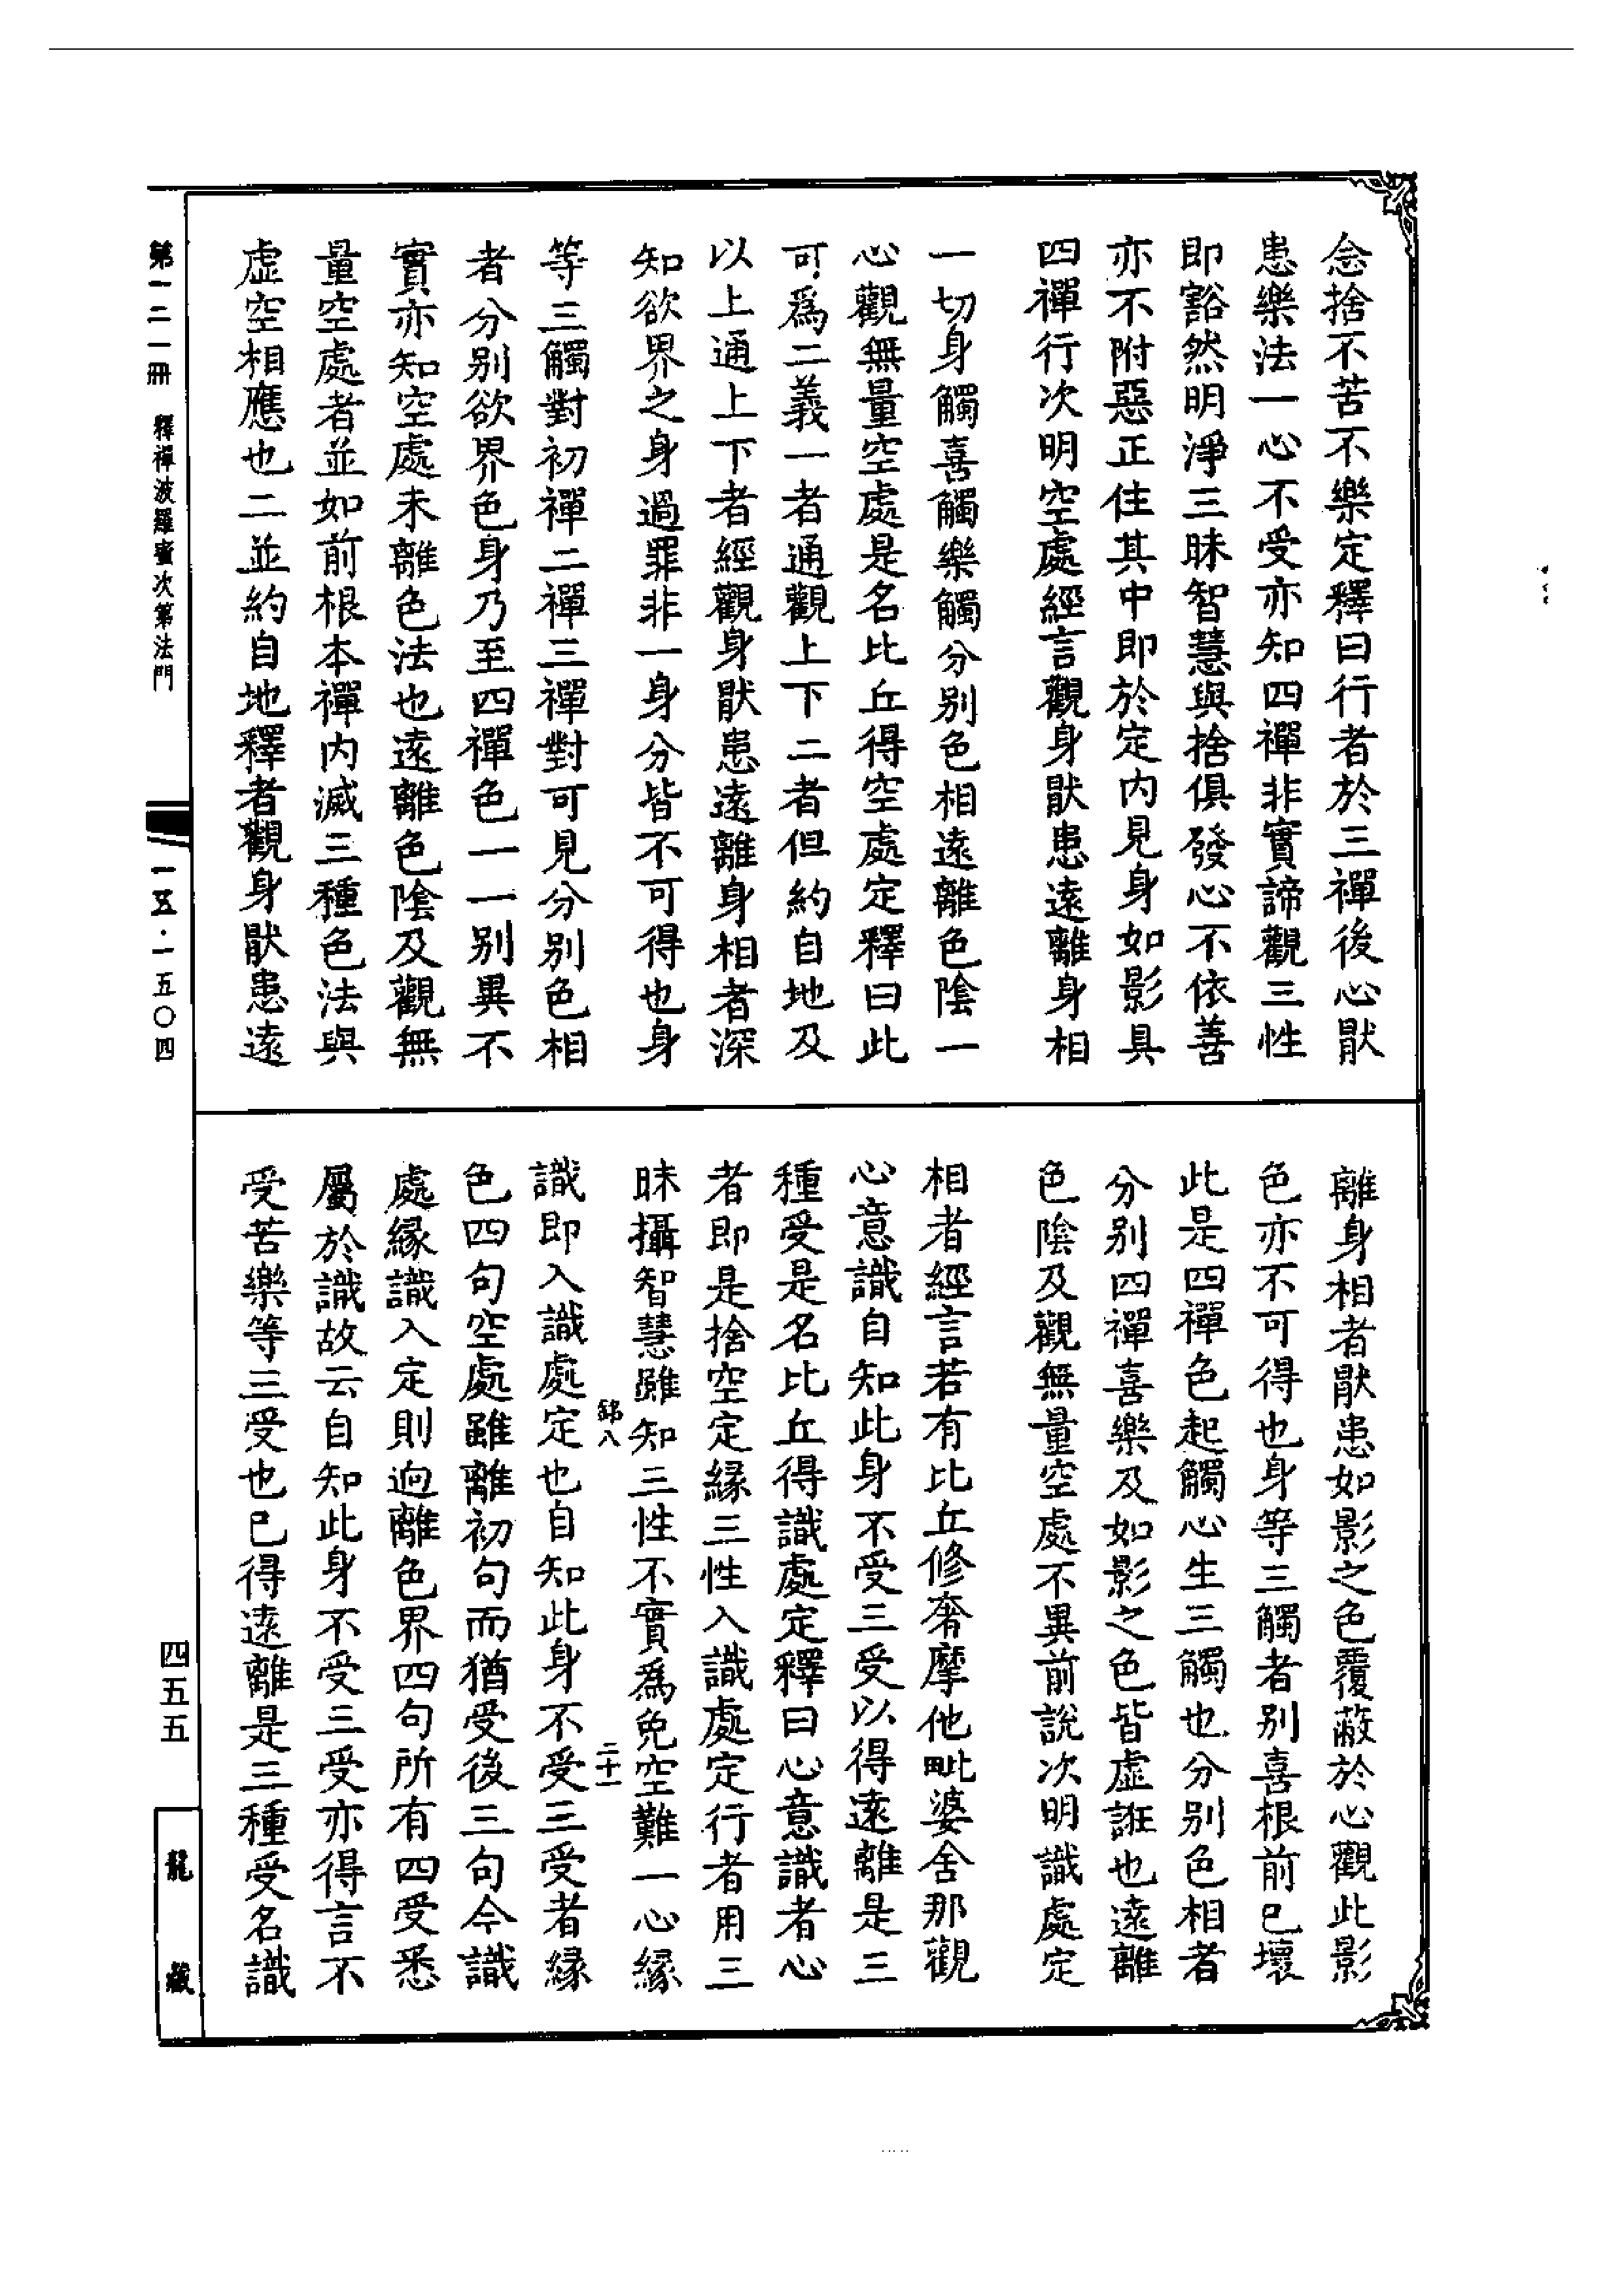 念捨不苦不樂定釋曰行者於三禪後心猒
患樂法一心不受亦知四禪非實諦觀三性
即豁然明淨三昧智慧與捨俱發心不依善
亦不附惡正住其中即於定内見身如影具
四禪行次明空處經言觀身猒患逺離身相
一切身觸喜觸樂觸分别色相逺離色陰一
心觀無量空處是名比丘得空處定釋曰此
可爲二義一者通觀上下二者但約自地及
以上通上下者經觀身猒患逺離身相者深
知欲界之身過罪非一身分皆不可得也身
等三觸對初禪二禪三禪對可見分别色相
者分别欲界色身乃至四禪色一一别異不
實亦知空處未離色法也逺離色陰及觀無
量空處者並如前根本禪内滅三種色法與
虛空相應也二並約自地釋者觀身猒患逺
離身相者猒患如影之色覆蔽於心觀此影
色亦不可得也身等三觸者别喜根前已壞
此是四禪色起觸心生三觸也分别色相者
分别四禪喜樂及如影之色皆虛誑也逺離
色陰及觀無量空處不異前說次明識處定
相者經言若有比丘修奢摩他毗婆舍那觀
心意識自知此身不受三受以得逺離是三
種受是名比丘得識處定釋曰心意識者心
者即是捨空定緣三性入識處定行者用三
昧攝智慧雖知三性不實爲免空難一心緣
錦八
二十一
識即入識處定也自知此身不受三受者緣
色四句空處雖離初句而猶受後三句今識
處緣識入定則逈離色界四句所有四受悉
屬於識故云自知此身不受三受亦得言不
受苦樂等三受也已得逺離是三種受名識
第一二一冊
釋禪波羅蜜次第法門
一五·一五〇四
四五五
龍藏